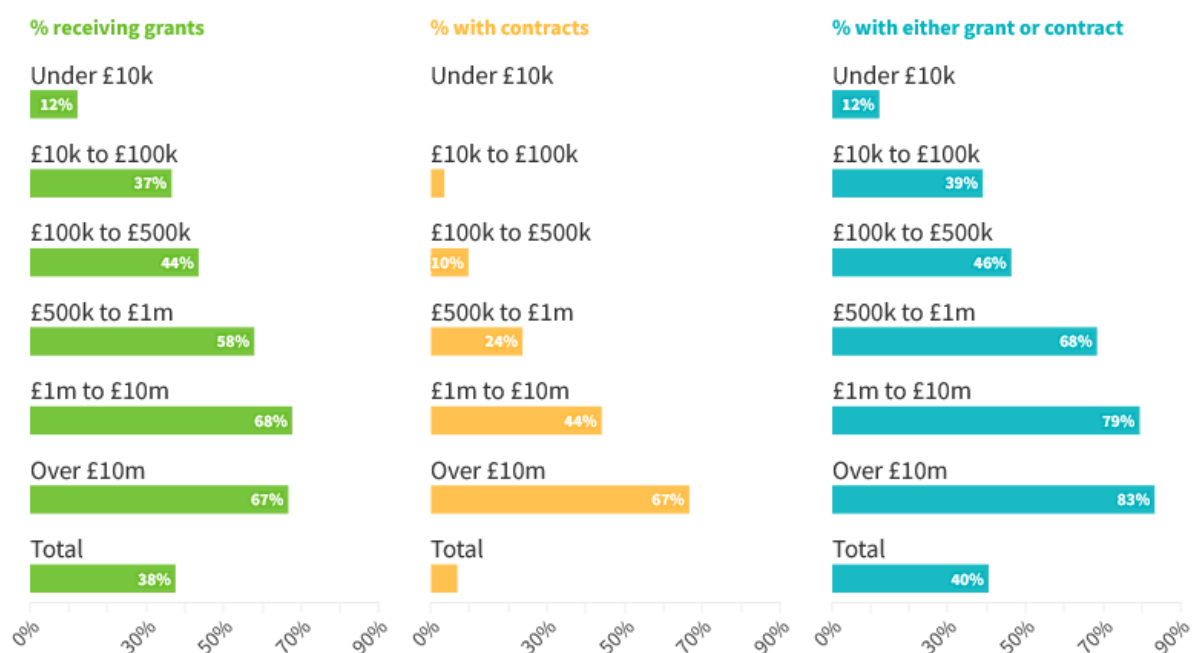 % receiving grants
Under £10k
12%
£10k to £100k
37%
£100k to £500k
44%
£500k to £1m
58%
£1m to £10m
68%
Over £10m
67%
Total
38%
0%
30%
50%
70%
90%
% with contracts
Under £10k
£10k to £100k
£100k to £500k
10%
£500k to £1m
24%
£1m to £10m
44%
Over £10m
67%
Total
0%
30%
50%
70%
90%
% with either grant or contract
Under £10k
12%
£10k to £100k
39%
£100k to £500k
46%
£500k to £1m
68%
£1m to £10m
79%
Over £10m
83%
Total
40%
0%
30%
50%
70%
90%